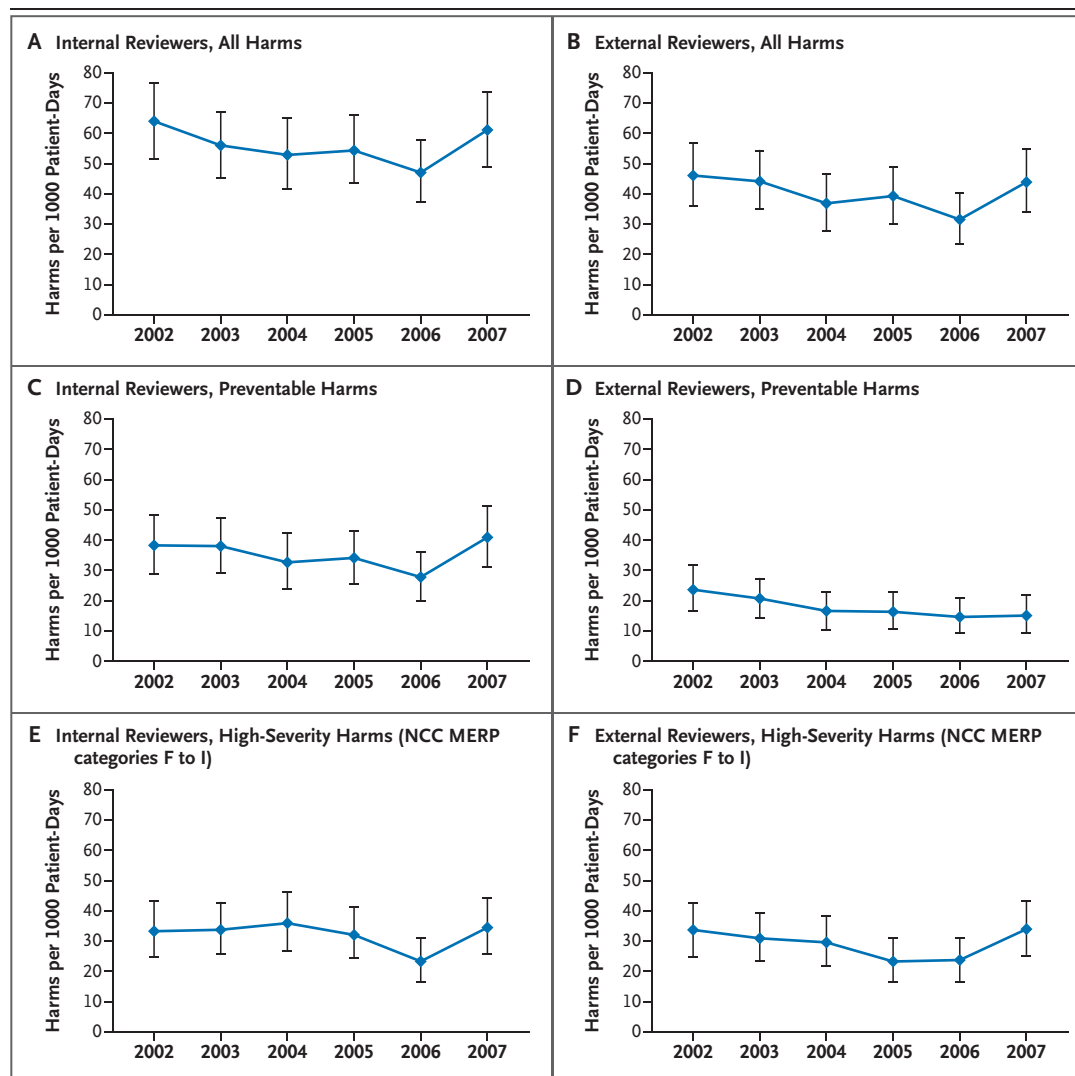 A Internal Reviewers, All Harms
Harms per 1000 Patient-Days
80
70
60
50
40
30
20
10
0
2002 2003 2004 2005 2006 2007
B External Reviewers, All Harms
Harms per 1000 Patient-Days
80
70
60
50
40
30
20
10
0
2002 2003 2004 2005 2006 2007
C Internal Reviewers, Preventable Harms
Harms per 1000 Patient-Days
80
70
60
50
40
30
20
10
0
2002 2003 2004 2005 2006 2007
D External Reviewers, Preventable Harms
Harms per 1000 Patient-Days
80
70
60
50
40
30
20
10
0
2002 2003 2004 2005 2006 2007
E Internal Reviewers, High-Severity Harms (NCC MERP
categories F to I)
Harms per 1000 Patient-Days
80
70
60
50
40
30
20
10
0
2002 2003 2004 2005 2006 2007
F External Reviewers, High-Severity Harms (NCC MERP
categories F to I)
Harms per 1000 Patient-Days
80
70
60
50
40
30
20
10
0
2002 2003 2004 2005 2006 2007